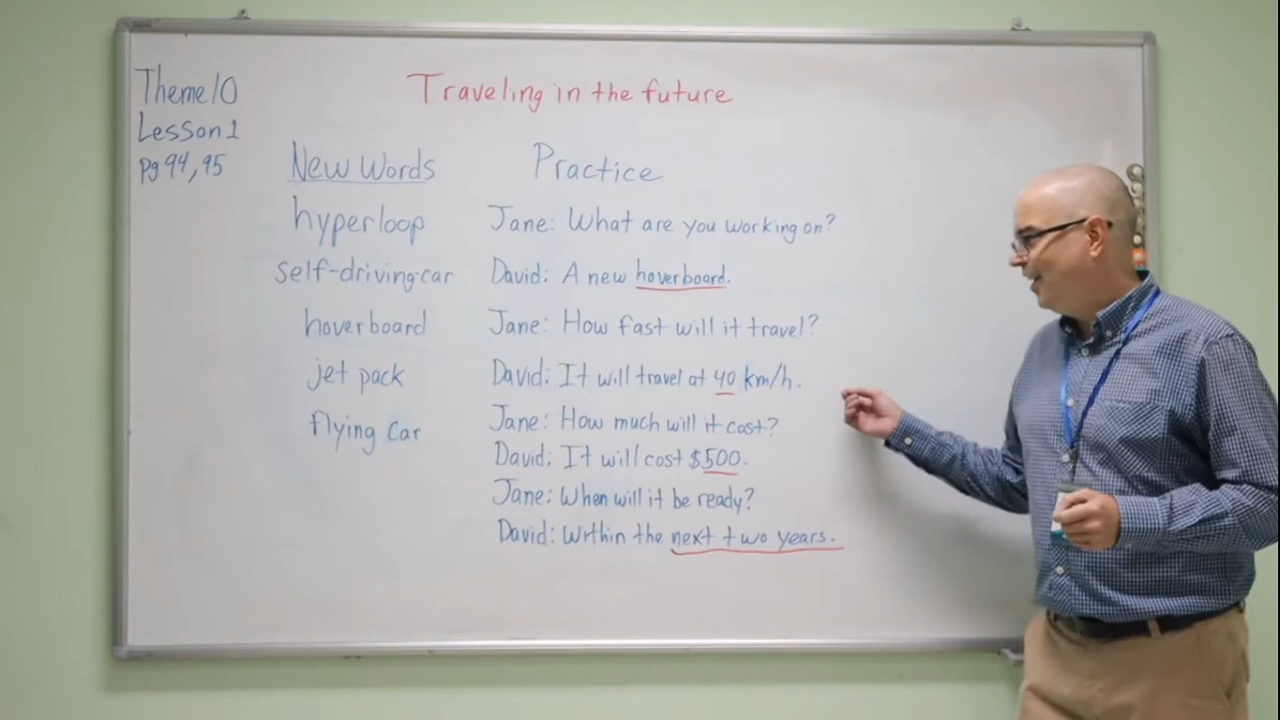 Theme 10
Lesson 1
Pg 94, 95
Traveling in the future
New Words
hyperloop
self-driving-car
hoverboard
jet pack
flying car
Practice
Jane: What are you working on?
David: A new hoverboard.
Jane: How fast will it travel?
David: It will travel at 40 km/h.
Jane: How much will it cost?
David: It will cost $500.
Jane: When will it be ready?
David: Within the next two years.